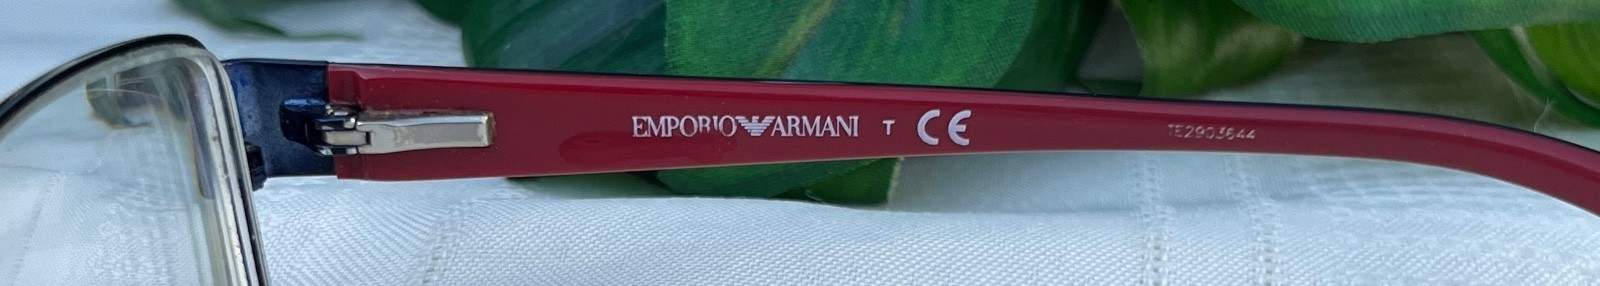 EMPORIO ARMANI T CE TE2903644